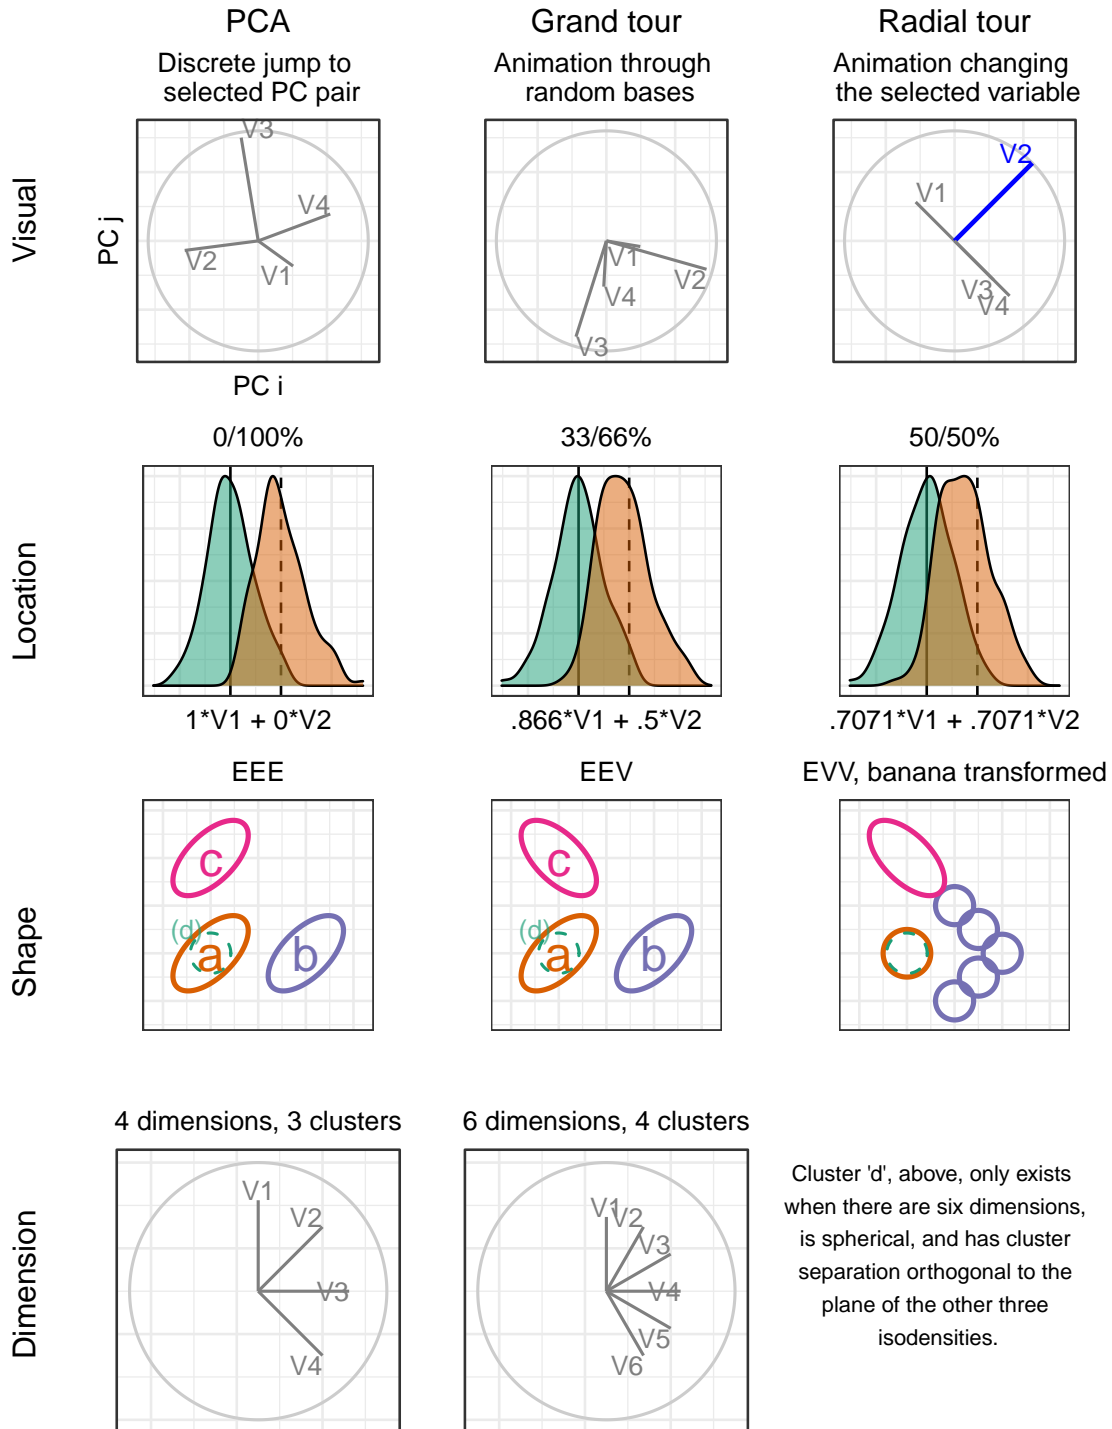 PCA
Grand tour
Radial tour
Discrete jump to
selected PC pair
Animation through
random bases
Animation changing
the selected variable
Visual
PC j
V3
V4
V2
V1
PC i
V1
V2
V4
V3
V2
V1
V3
V4
0/100%
33/66%
50/50%
Location
1*V1 + 0*V2
.866*V1 + .5*V2
.7071*V1 + .7071*V2
EEE
EEV
EVV, banana transformed
Shape
c
(d)
a
b
c
(d)
a
b
4 dimensions, 3 clusters
6 dimensions, 4 clusters
Dimension
V1
V2
V3
V4
V1
V2
V3
V4
V5
V6
Cluster 'd', above, only exists
when there are six dimensions,
is spherical, and has cluster
separation orthogonal to the
plane of the other three
isodensities.